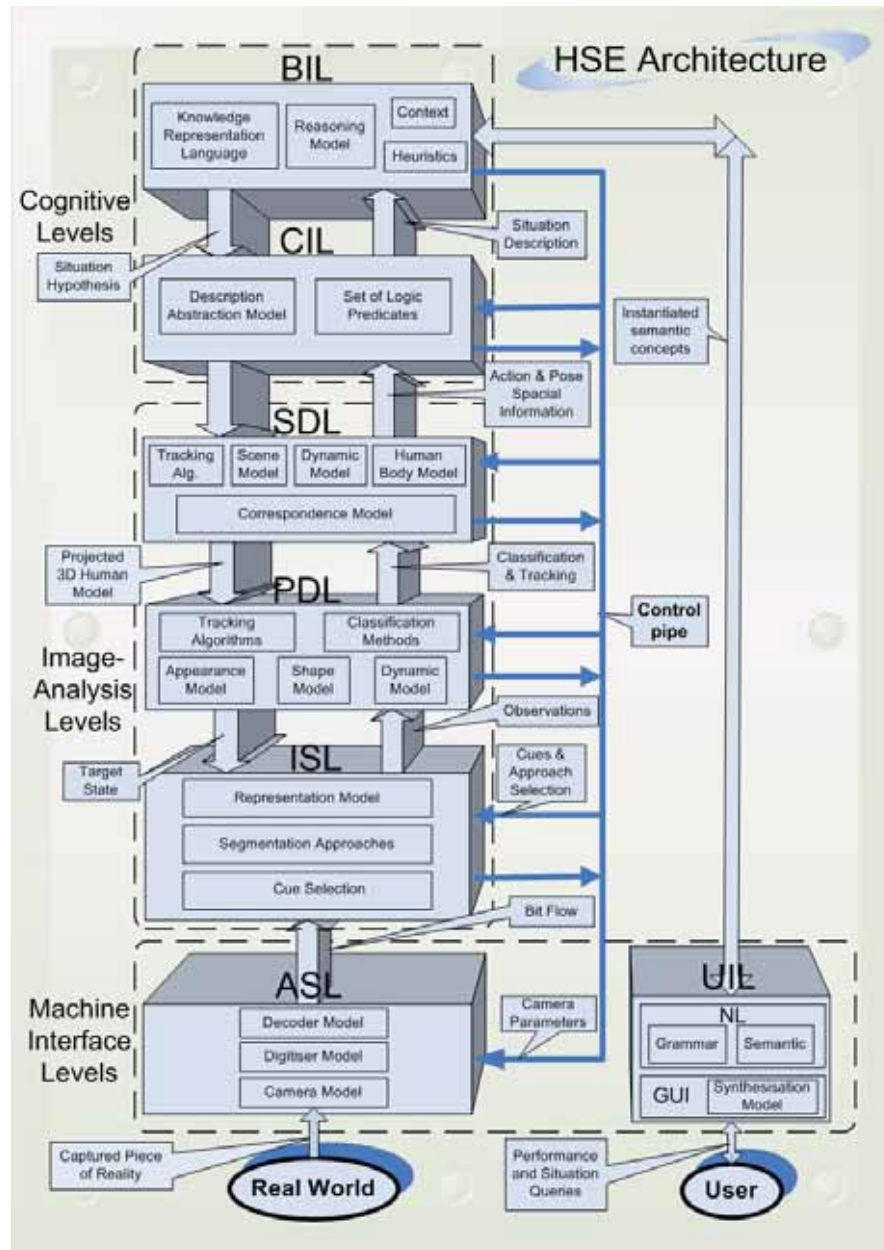 HSE Architecture
BIL
Knowledge
Representation
Language
Reasoning
Model
Context
Heuristics
Cognitive
Levels
Situation
Hypothesis
Situation
Description
CIL
Description
Abstraction Model
Set of Logic
Predicates
Instantiated
semantic
concepts
Action & Pose
Spacial
Information
SDL
Tracking
Alg.
Scene
Model
Dynamic
Model
Human
Body Model
Correspondence Model
Projected
3D Human
Model
Classification
& Tracking
PDL
Control
pipe
Tracking
Algorithms
Classification
Methods
Appearance
Model
Shape
Model
Dynamic
Model
Image-
Analysis
Levels
Observations
Target
State
ISL
Cues &
Approach
Selection
Representation Model
Segmentation Approaches
Cue Selection
Bit Flow
Machine
Interface
Levels
ASL
Decoder Model
Digitiser Model
Camera Model
Camera
Parameters
UIL
NL
Grammar
Semantic
GUI
Synthesisation
Model
Captured Piece
of Reality
Real World
Performance
and Situation
Queries
User